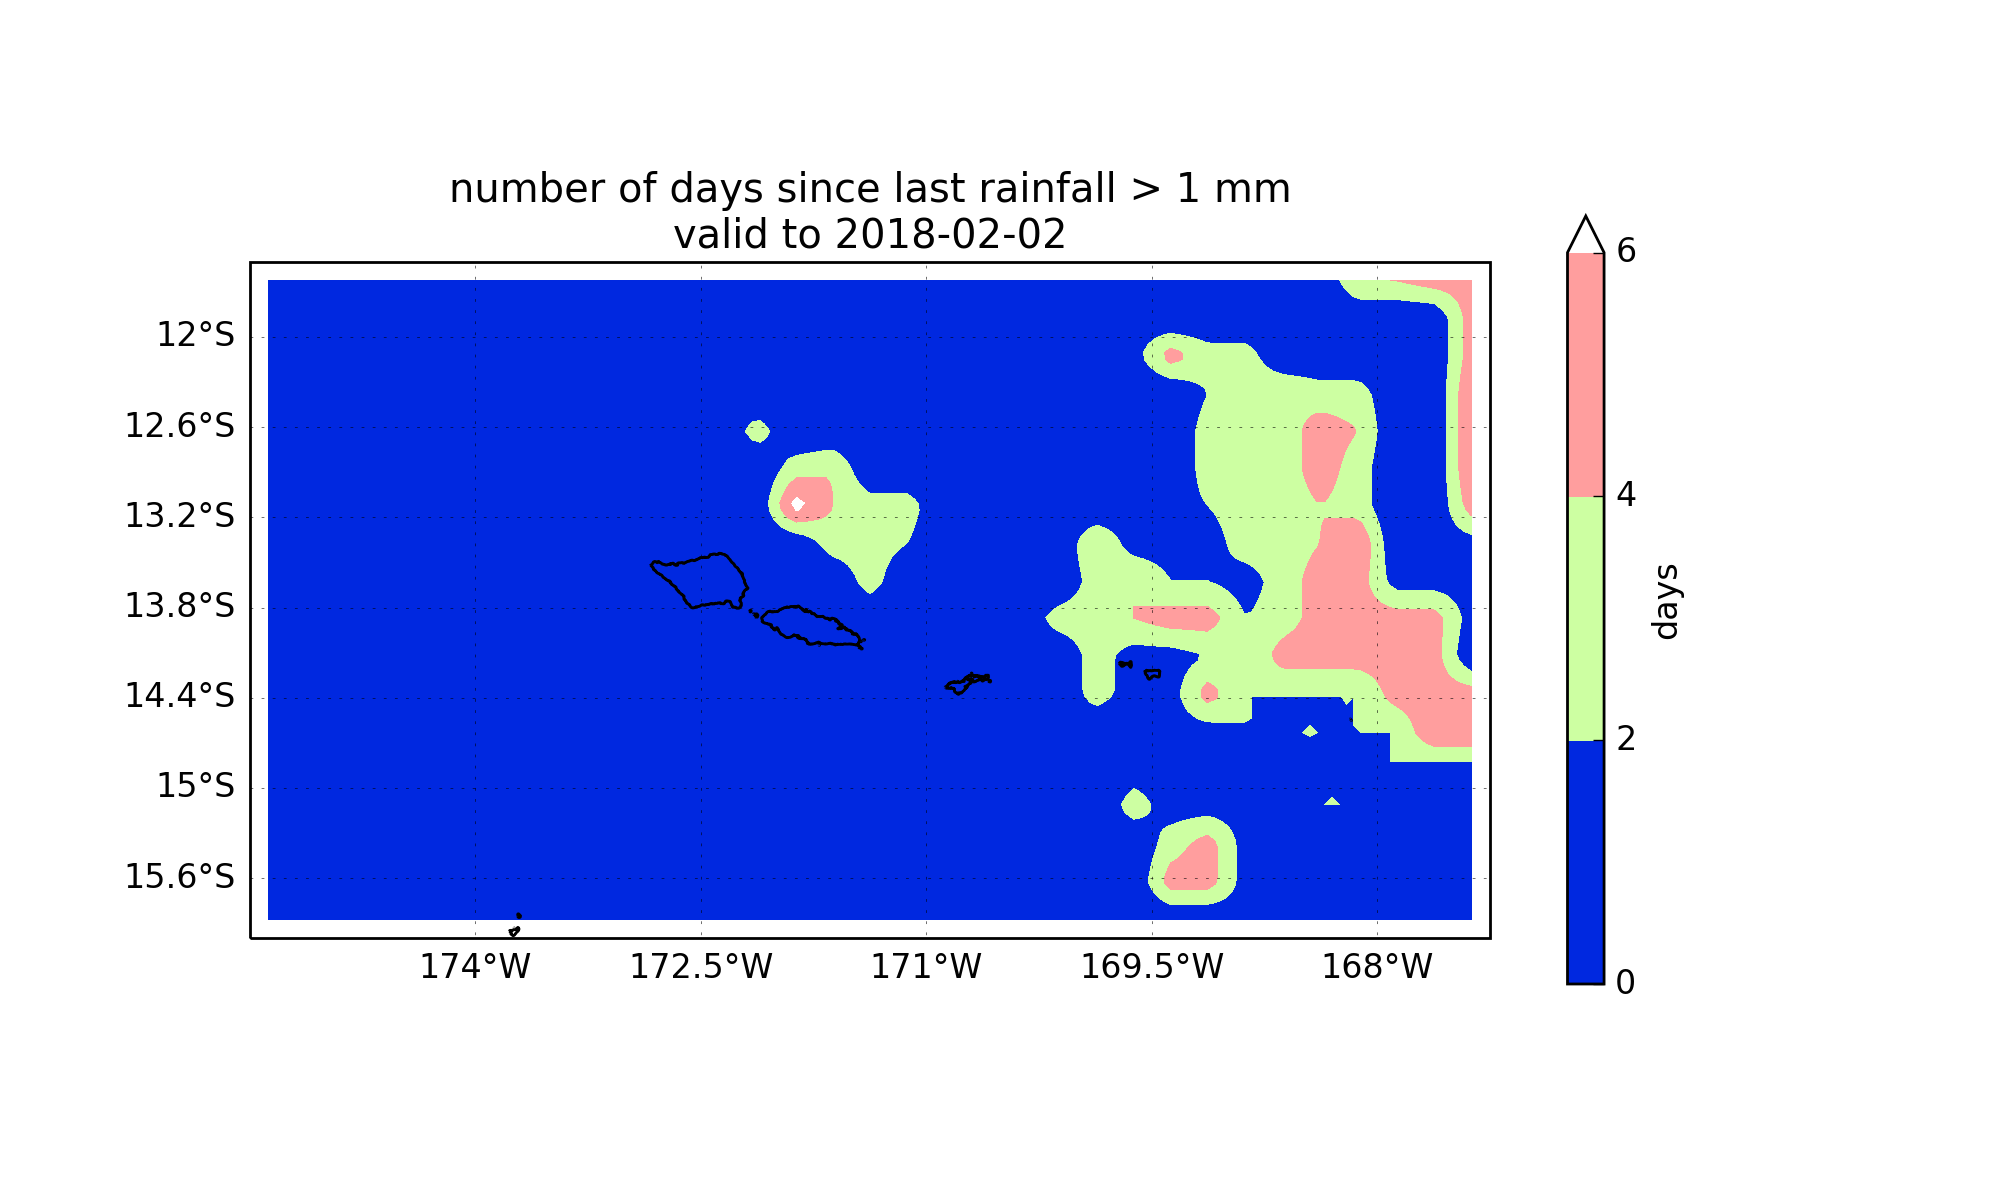 number of days since last rainfall > 1 mm
valid to 2018-02-02
12°S
12.6°S
13.2°S
13.8°S
14.4°S
15°S
15.6°S
174°W
172.5°W
171°W
169.5°W
168°W
6
4
2
0
days